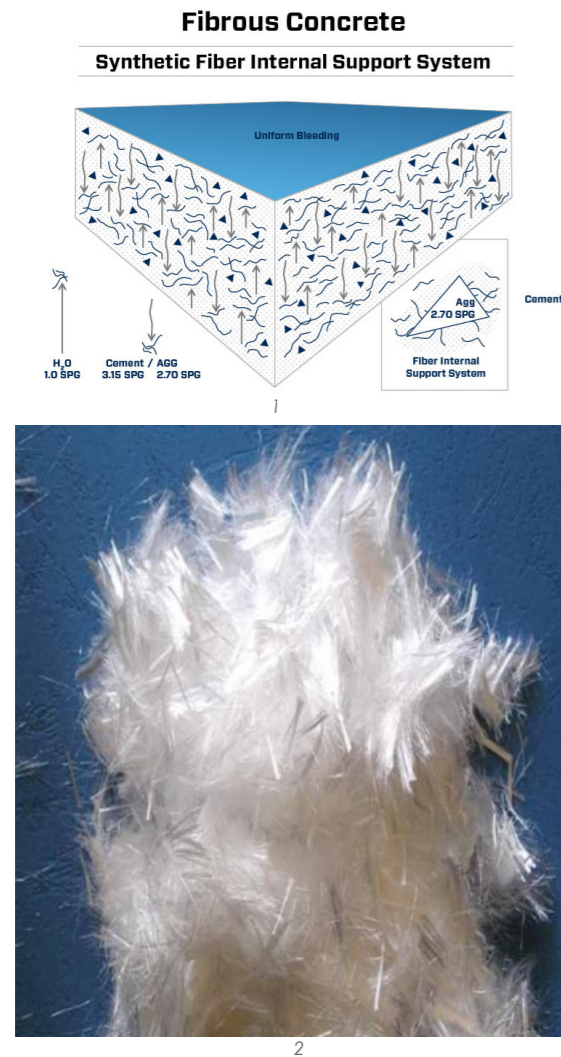 Fibrous Concrete
Synthetic Fiber Internal Support System
Uniform Bleeding
Agg
2.70 SPG
Cement
Fiber Internal
Support System
H₂O
1.0 SPG
Cement / AGG
3.15 SPG 2.70 SPG
1
2